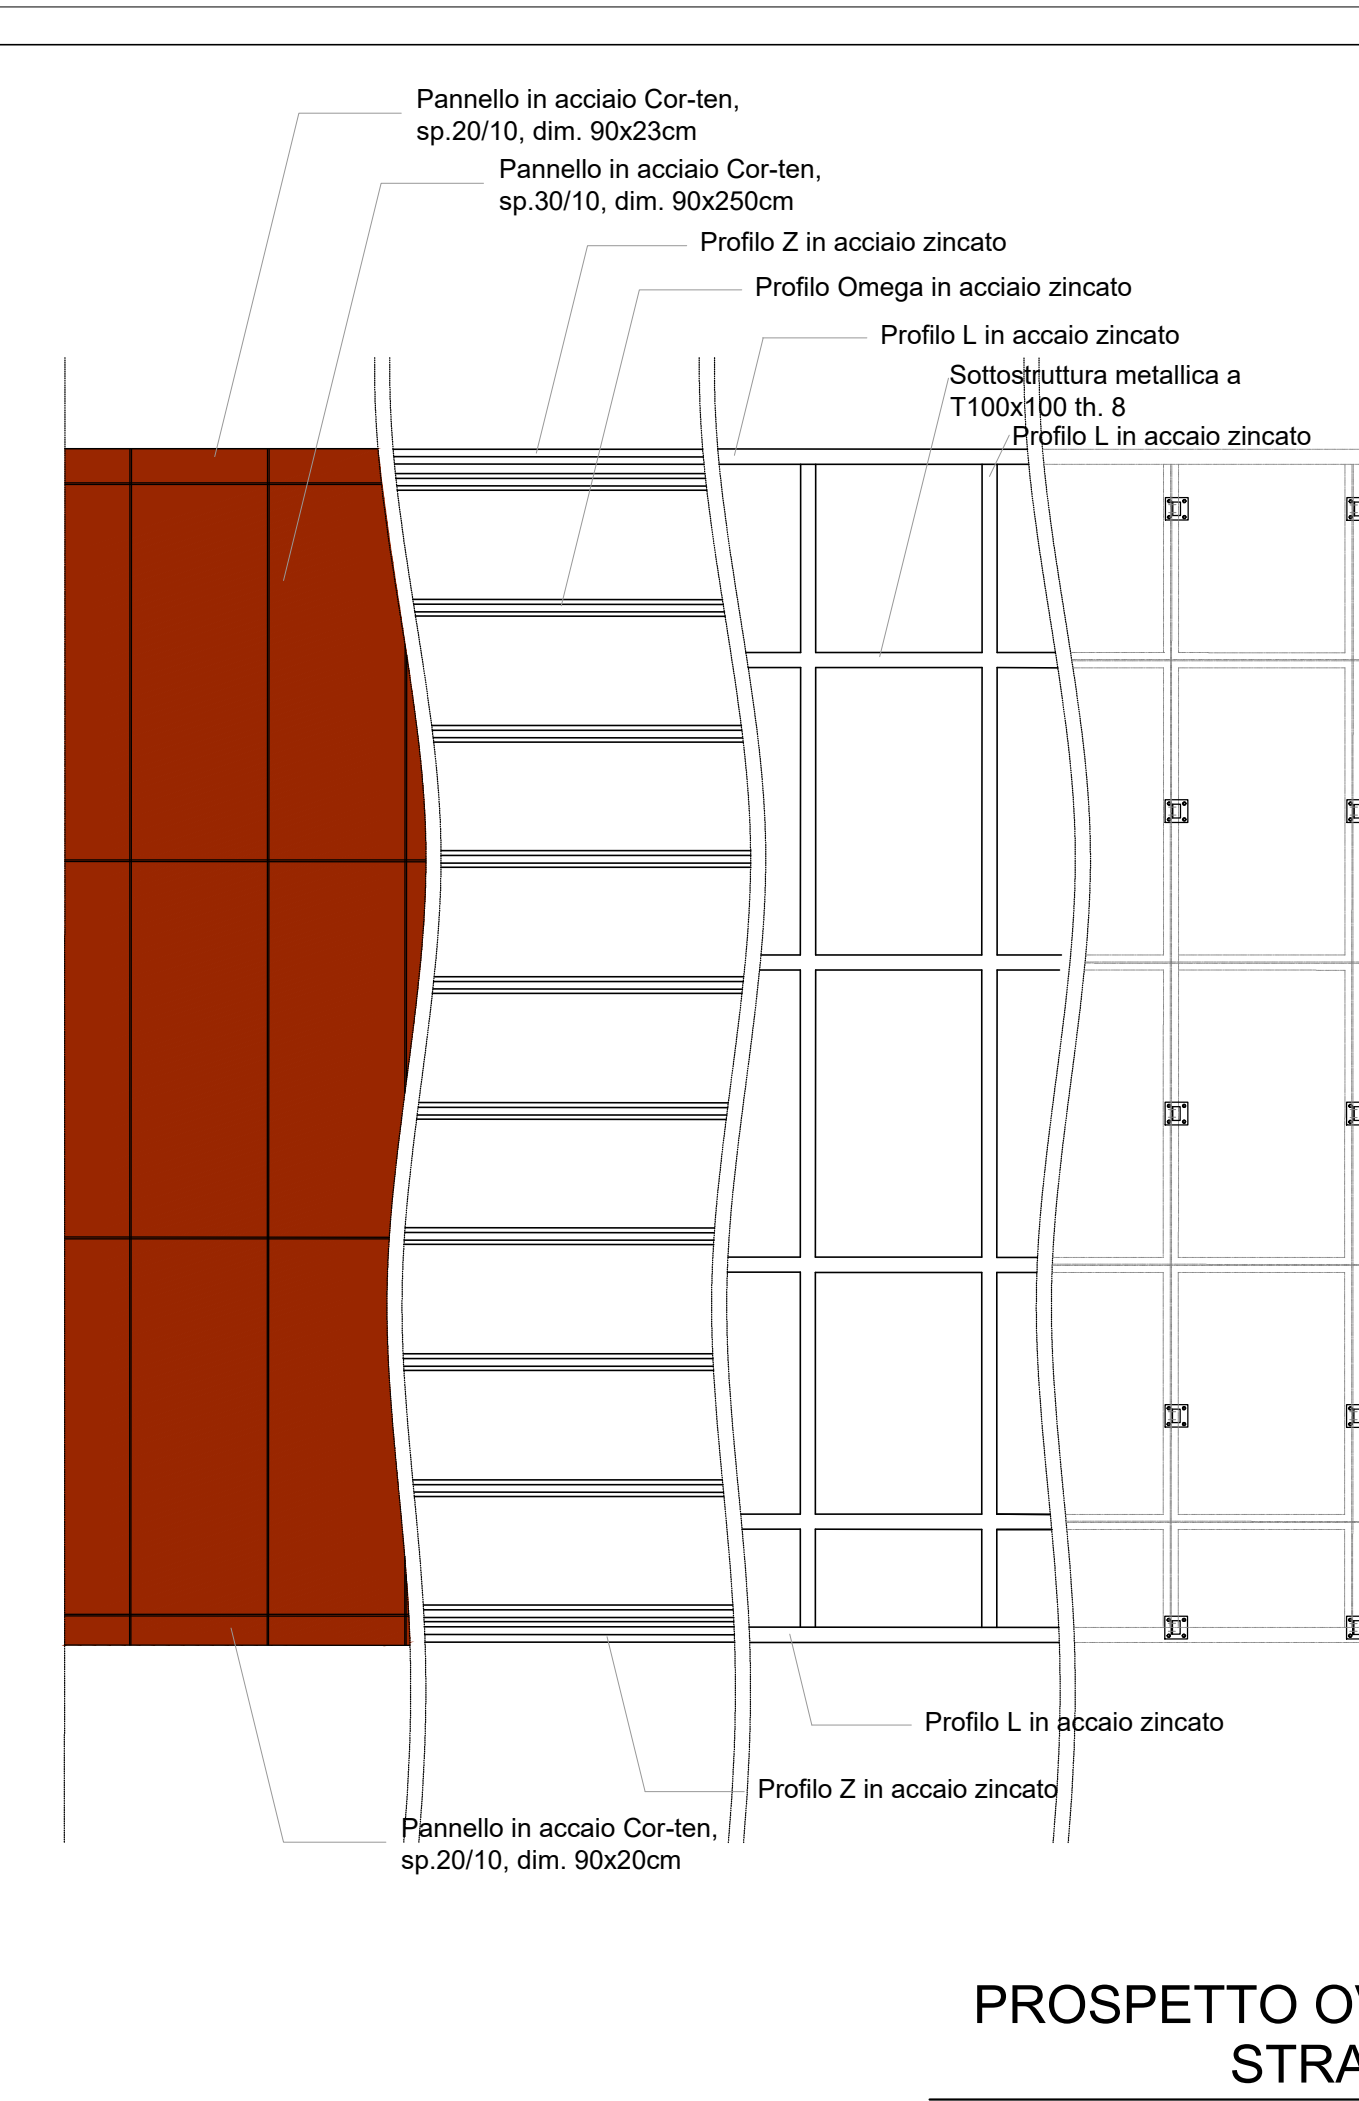 Pannello in acciaio Cor-ten,
sp.20/10, dim. 90x23cm
Pannello in acciaio Cor-ten,
sp.30/10, dim. 90x250cm
Profilo Z in acciaio zincato
Profilo Omega in acciaio zincato
Profilo L in accaio zincato
Sottostruttura metallica a
T100x100 th. 8
Profilo L in accaio zincato
Profilo L in accaio zincato
Profilo Z in accaio zincato
Pannello in accaio Cor-ten,
sp.20/10, dim. 90x20cm
PROSPETTO
STRA